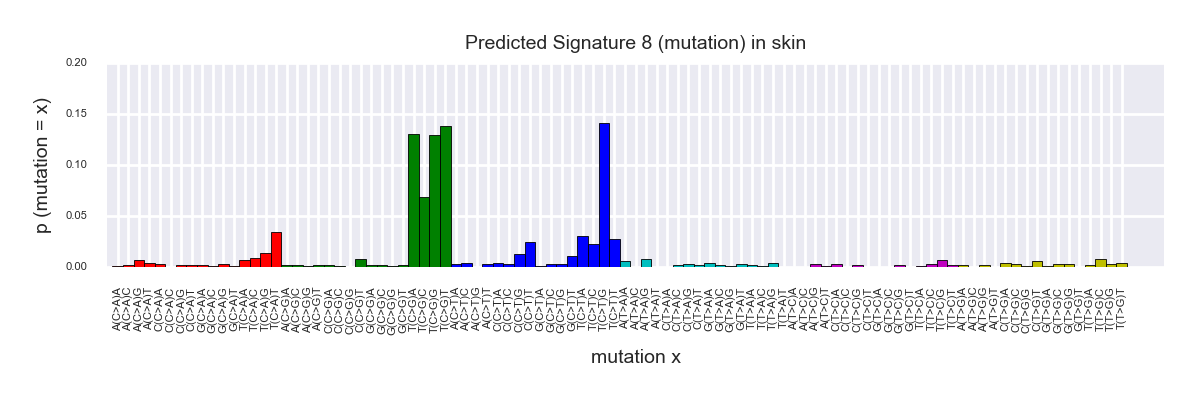 Predicted Signature 8 (mutation) in skin
p (mutation = x)
0.20
0.15
0.10
0.05
0.00
A(C>A)A
A(C>A)C
A(C>A)G
A(C>A)T
C(C>A)A
C(C>A)C
C(C>A)G
C(C>A)T
G(C>A)A
G(C>A)C
G(C>A)G
G(C>A)T
T(C>A)A
T(C>A)C
T(C>A)G
T(C>A)T
A(C>G)A
A(C>G)C
A(C>G)G
A(C>G)T
C(C>G)A
C(C>G)C
C(C>G)G
C(C>G)T
G(C>G)A
G(C>G)C
G(C>G)G
G(C>G)T
T(C>G)A
T(C>G)C
T(C>G)G
T(C>G)T
A(C>T)A
A(C>T)C
A(C>T)G
A(C>T)T
C(C>T)A
C(C>T)C
C(C>T)G
C(C>T)T
G(C>T)A
G(C>T)C
G(C>T)G
G(C>T)T
T(C>T)A
T(C>T)C
T(C>T)G
T(C>T)T
A(T>A)A
A(T>A)C
A(T>A)G
A(T>A)T
C(T>A)A
C(T>A)C
C(T>A)G
C(T>A)T
G(T>A)A
G(T>A)C
G(T>A)G
G(T>A)T
T(T>A)A
T(T>A)C
T(T>A)G
T(T>A)T
A(T>C)A
A(T>C)C
A(T>C)G
A(T>C)T
C(T>C)A
C(T>C)C
C(T>C)G
C(T>C)T
G(T>C)A
G(T>C)C
G(T>C)G
G(T>C)T
T(T>C)A
T(T>C)C
T(T>C)G
T(T>C)T
A(T>G)A
A(T>G)C
A(T>G)G
A(T>G)T
C(T>G)A
C(T>G)C
C(T>G)G
C(T>G)T
G(T>G)A
G(T>G)C
G(T>G)G
G(T>G)T
T(T>G)A
T(T>G)C
T(T>G)G
T(T>G)T
mutation x